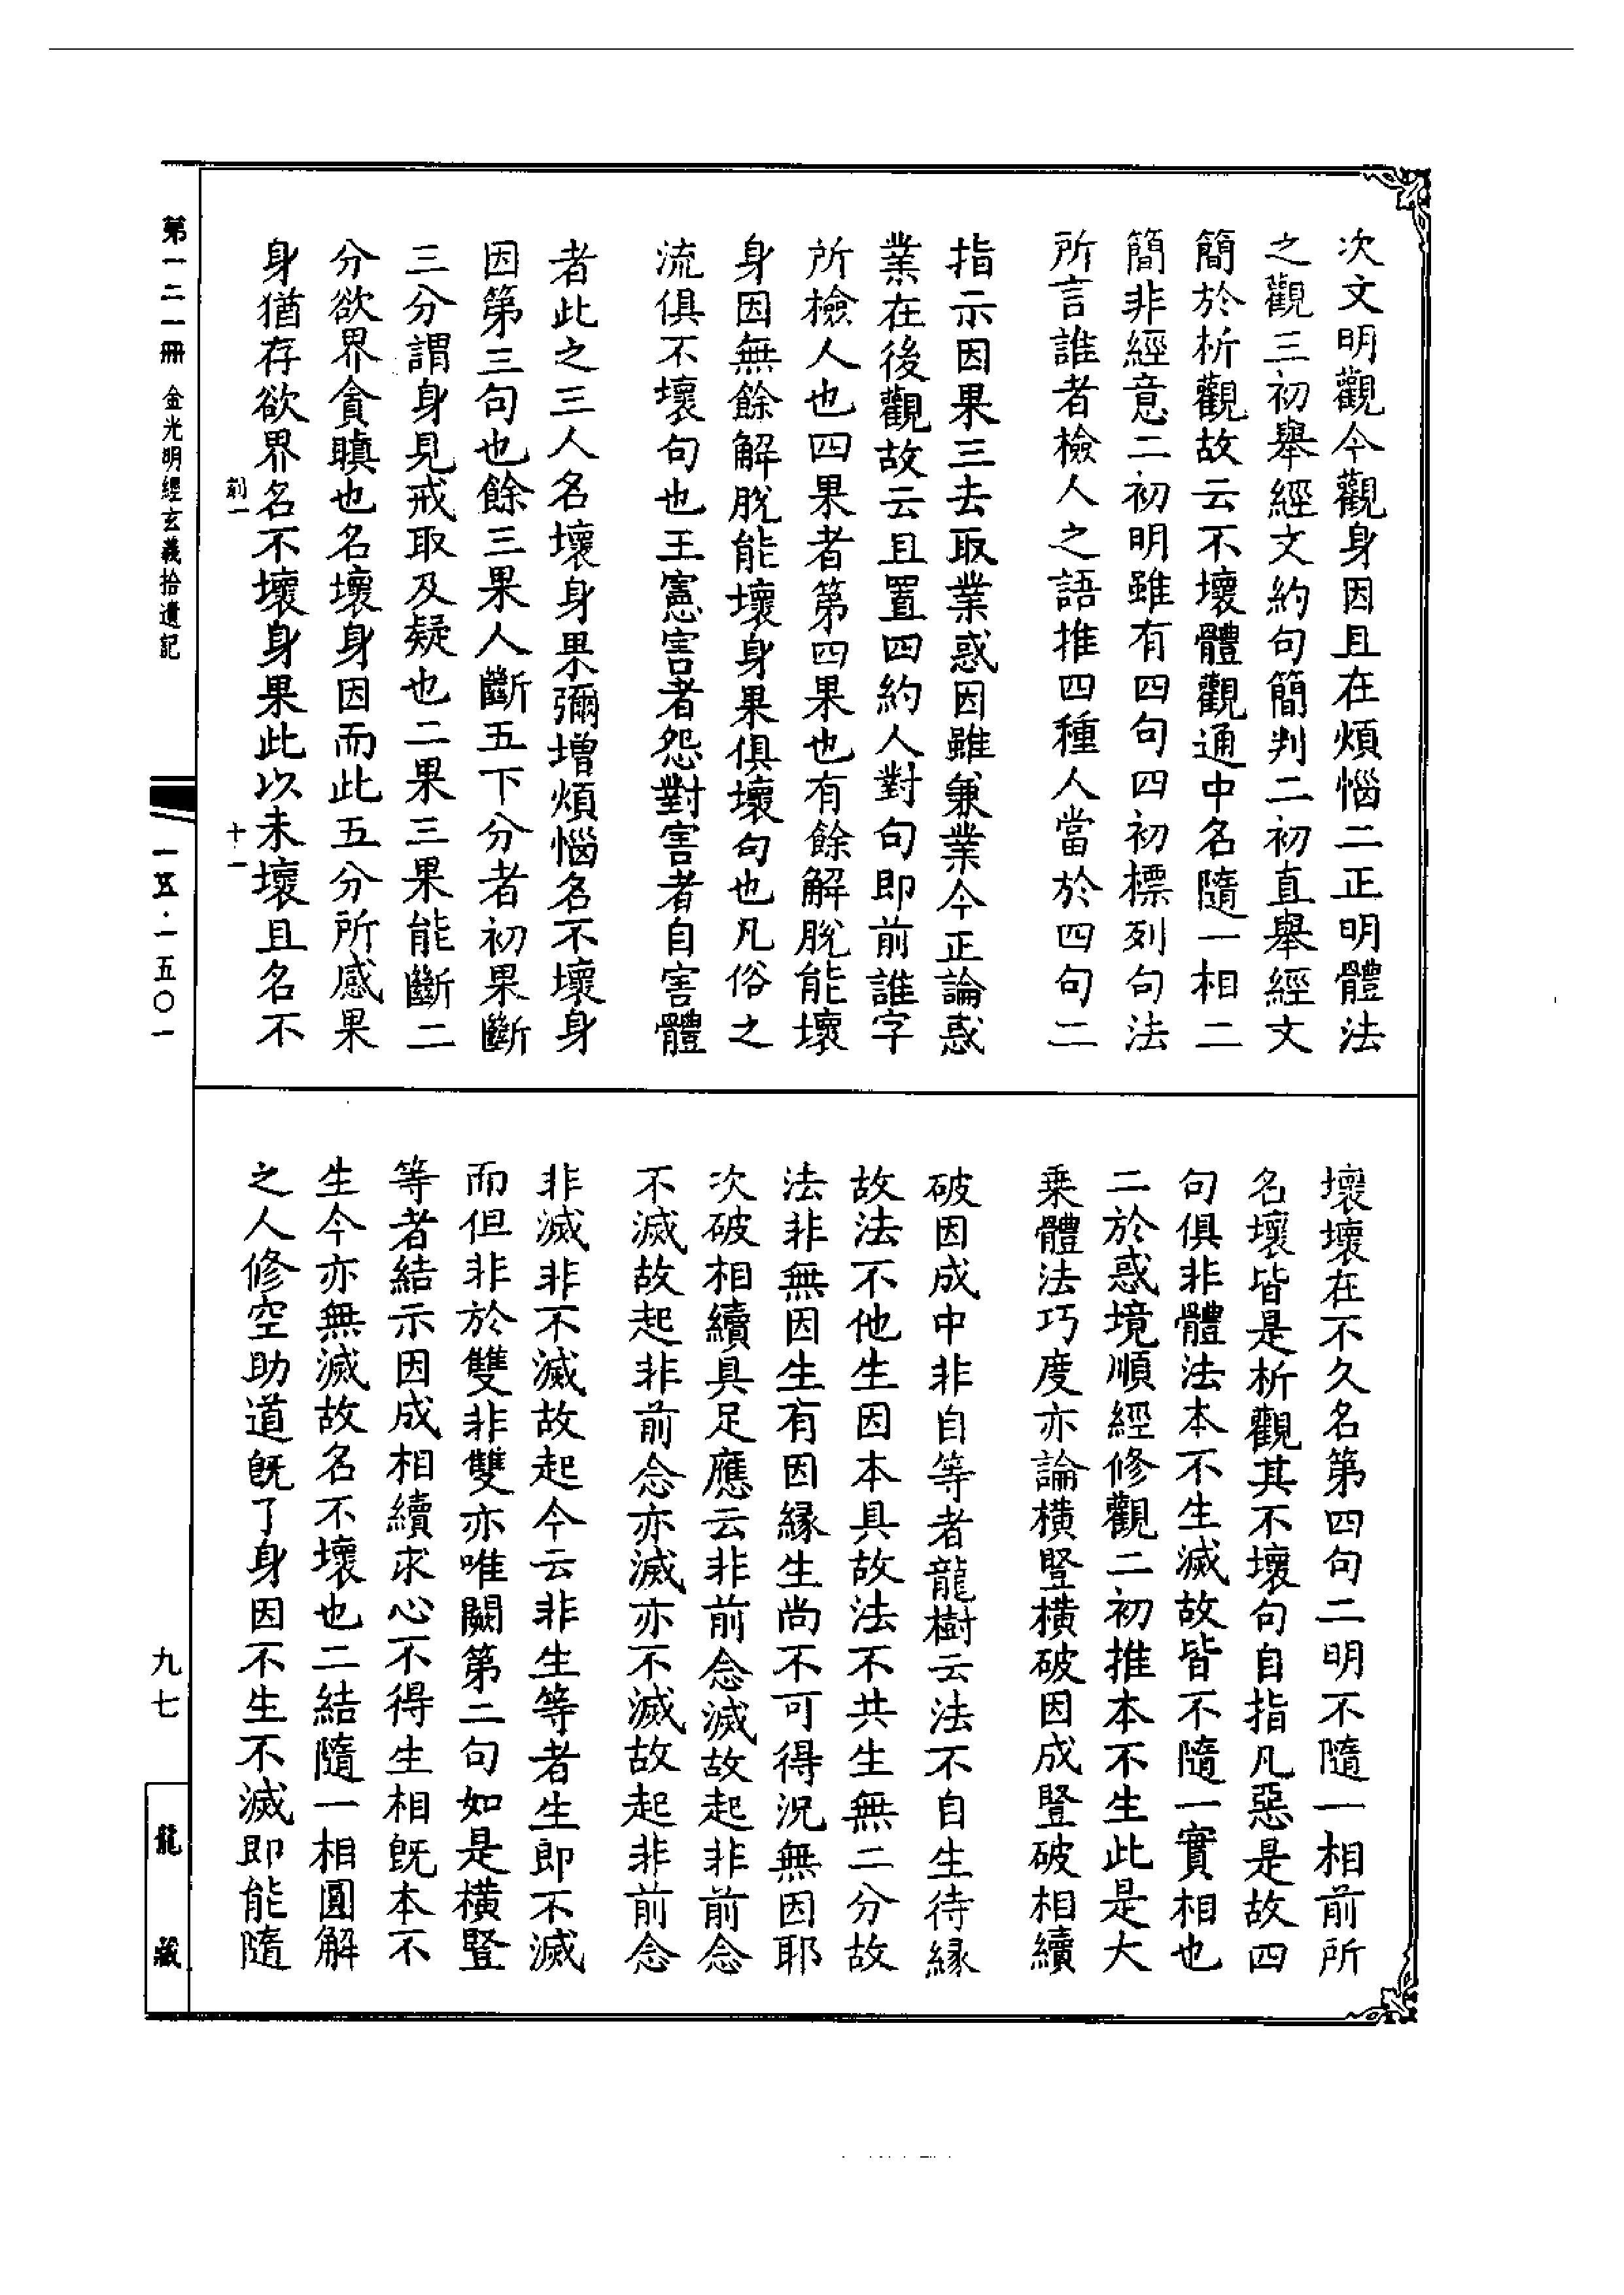 次文明觀今觀身因且在煩惱二正明體法
之觀三初舉經文約句簡判二初直舉經文
簡於析觀故云不壞體觀通中名隨一相二
簡非經意二初明雖有四句四初標列句法
所言誰者檢人之語推四種人當於四句二
指示因果三去取業惑因雖兼業今正論惑
業在後觀故云且置四約人對句即前誰字
所檢人也四果者第四果也有餘解脫能壞
身因無餘解脫能壞身果俱壞句也凡俗之
流俱不壞句也王憲害者怨對害者自害體
者此之三人名壞身果彌增煩惱名不壞身
因第三句也餘三果人斷五下分者初果斷
三分謂身見戒取及疑也二果三果能斷二
分欲界貪瞋也名壞身因而此五分所感果
身猶存欲界名不壞身果此以未壞且名不
壞壞在不久名第四句二明不隨一相前所
名壞皆是析觀其不壞句自指凡惡是故四
句俱非體法本不生滅故皆不隨一實相也
二於惑境順經修觀二初推本不生此是大
乗體法巧度亦論橫豎橫破因成豎破相續
破因成中非自等者龍樹云法不自生待縁
故法不他生因本具故法不共生無二分故
法非無因生有因縁生尚不可得況無因耶
次破相續具足應云非前念滅故起非前念
不滅故起非前念亦滅亦不滅故起非前念
非滅非不滅故起今云非生等者生即不滅
而但非於雙非雙亦唯闕第二句如是橫豎
等者結示因成相續求心不得生相既本不
生今亦無滅故名不壞也二結隨一相圓解
之人修空助道旣了身因不生不滅即能隨
第一二一冊 金光明經玄義拾遺記
一五·一五〇一
十一
九七
龍藏